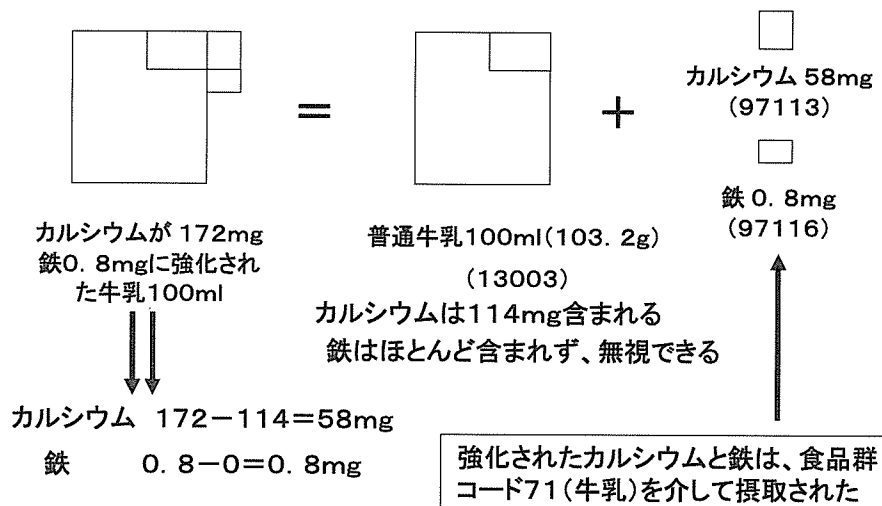 =
+
カルシウム 58mg
(97113)
鉄 0. 8mg
(97116)
カルシウムが 172mg
鉄0. 8mgに強化され
た牛乳100ml
普通牛乳100ml(103. 2g)
(13003)
カルシウムは114mg含まれる
鉄はほとんど含まれず、無視できる
カルシウム 172－114＝58mg
鉄 0. 8－0＝0. 8mg
強化されたカルシウムと鉄は、食品群
コード71(牛乳)を介して摂取された